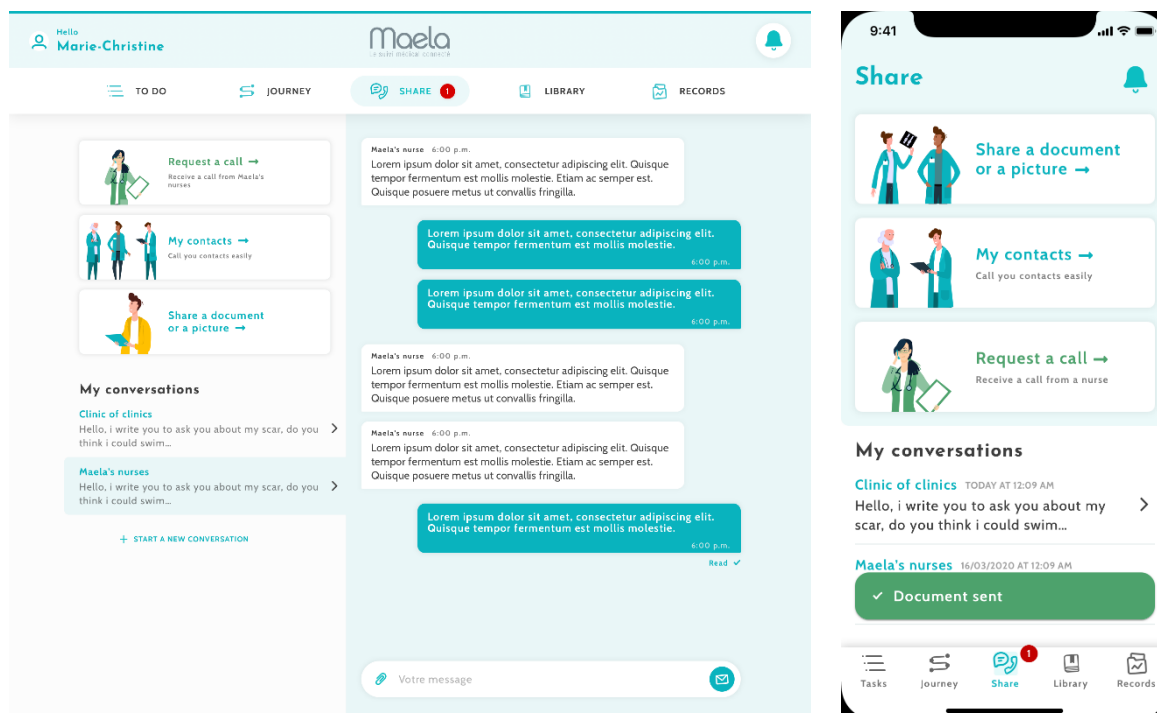 Hello
Marie-Christine
Maela
Le suivi médical connecté
TO DO
JOURNEY
SHARE 1
LIBRARY
RECORDS
Request a call →
Receive a call from Maela's
nurses
My contacts →
Call you contacts easily
Share a document
or a picture →
My conversations
Clinic of clinics
Hello, i write you to ask you about my scar, do you
think i could swim...
Maela's nurses
Hello, i write you to ask you about my scar, do you
think i could swim...
+ START A NEW CONVERSATION
Maela's nurse 6:00 p.m.
Lorem ipsum dolor sit amet, consectetur adipiscing elit. Quisque
tempor fermentum est mollis molestie. Etiam ac semper est.
Quisque posuere metus ut convallis fringilla.
Lorem ipsum dolor sit amet, consectetur adipiscing elit.
Quisque tempor fermentum est mollis molestie.
6:00 p.m.
Lorem ipsum dolor sit amet, consectetur adipiscing elit.
Quisque tempor fermentum est mollis molestie.
6:00 p.m.
Maela's nurse 6:00 p.m.
Lorem ipsum dolor sit amet, consectetur adipiscing elit. Quisque
tempor fermentum est mollis molestie. Etiam ac semper est.
Quisque posuere metus ut convallis fringilla.
Maela's nurse 6:00 p.m.
Lorem ipsum dolor sit amet, consectetur adipiscing elit. Quisque
tempor fermentum est mollis molestie. Etiam ac semper est.
Quisque posuere metus ut convallis fringilla.
Lorem ipsum dolor sit amet, consectetur adipiscing elit.
Quisque tempor fermentum est mollis molestie.
6:00 p.m.
Read ✓
Votre message
9:41
Share
Share a document
or a picture →
My contacts →
Call you contacts easily
Request a call →
Receive a call from a nurse
My conversations
Clinic of clinics TODAY AT 12:09 AM
Hello, i write you to ask you about my
scar, do you think i could swim...
Maela's nurses 16/03/2020 AT 12:09 AM
✓ Document sent
1
Tasks
Journey
Share
Library
Records